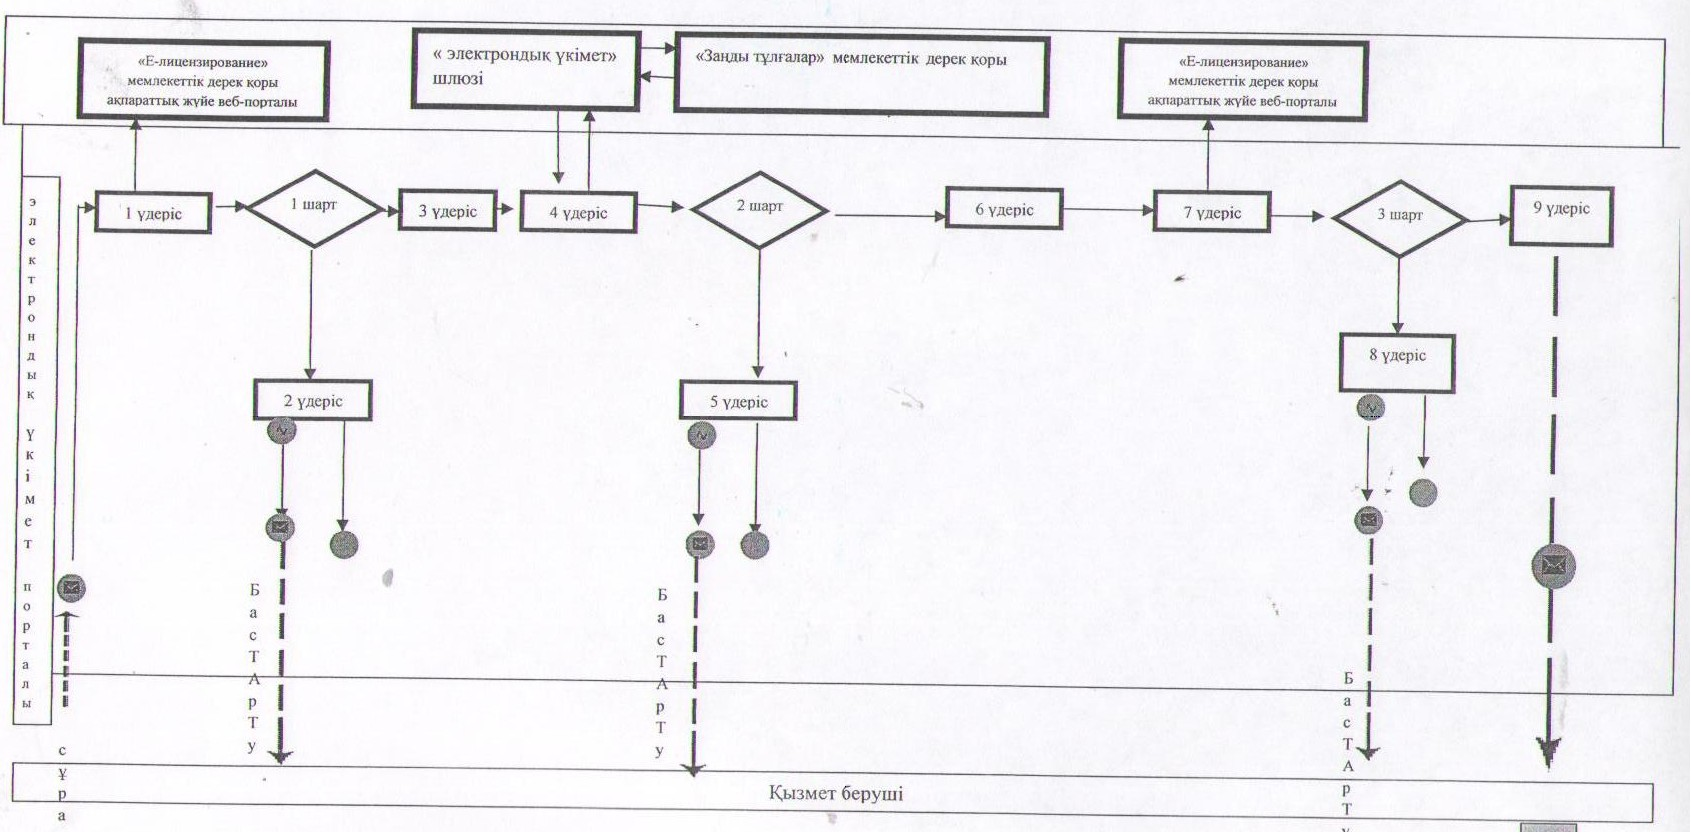 «Е-лицензирование»
мемлекеттік дерек қоры
ақпараттық жүйе веб-порталы
« электрондық үкімет»
шлюзі
«Заңды тұлғалар» мемлекеттік дерек қоры
«Е-лицензирование»
мемлекеттік дерек қоры
ақпараттық жүйе веб-порталы
электрондық үкімет порталы
1 үдеріс
1 шарт
3 үдеріс
4 үдеріс
2 шарт
6 үдеріс
7 үдеріс
3 шарт
9 үдеріс
2 үдеріс
5 үдеріс
8 үдеріс
БасТАрТу
БасТАрТу
БасТАрТу
сұра
Қызмет беруші